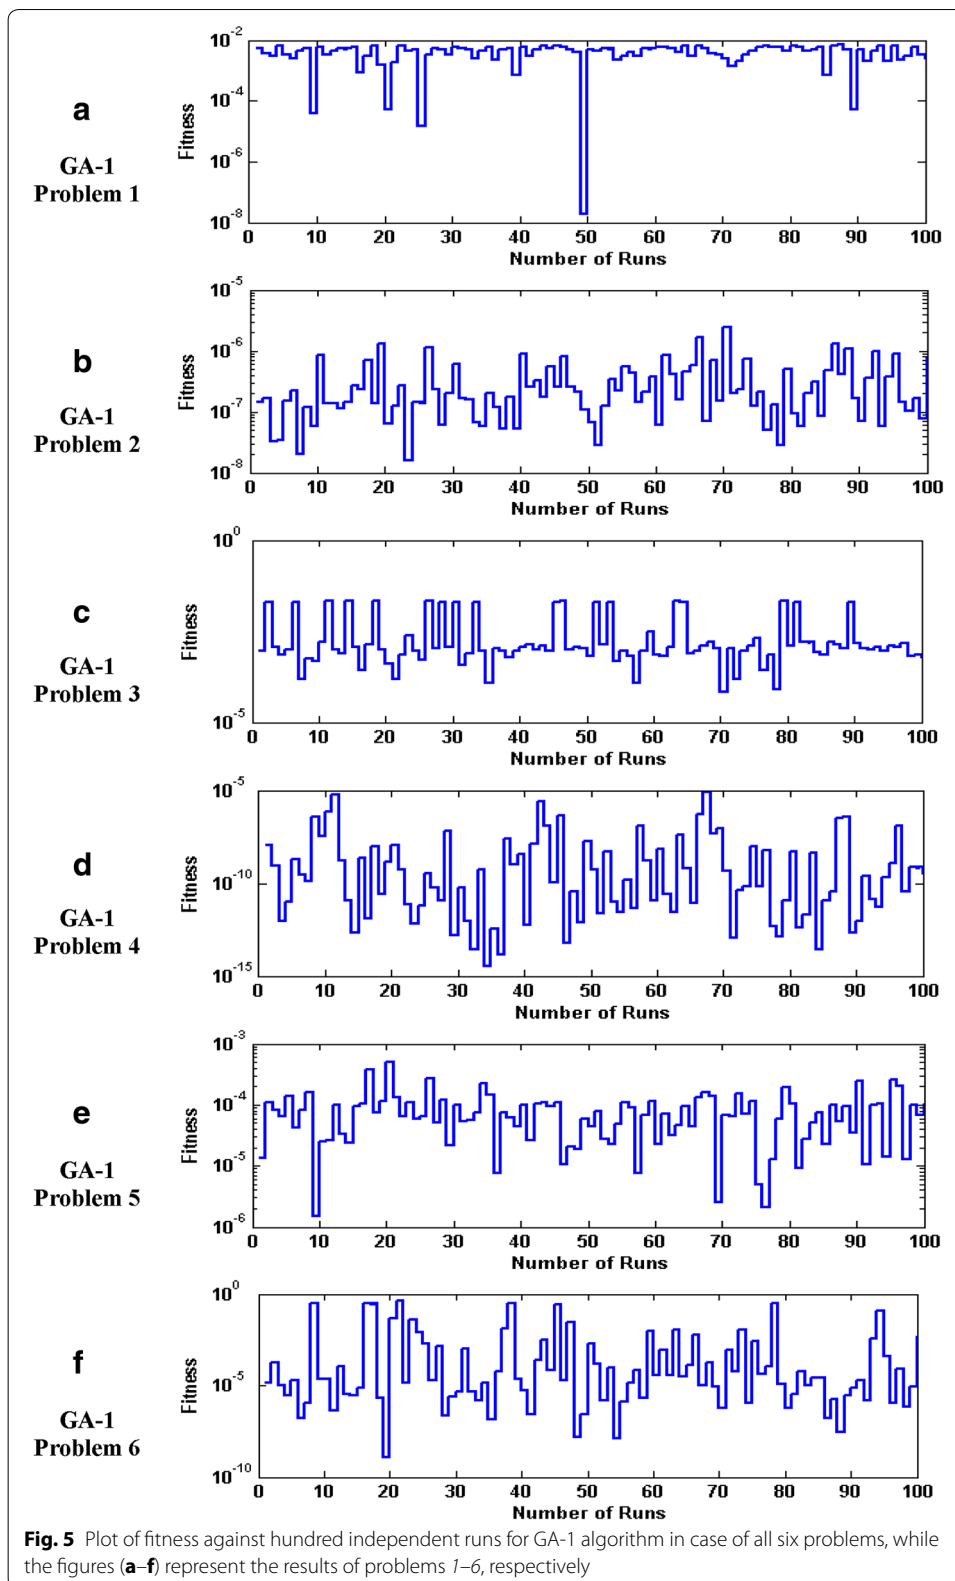 10^-2
10^-4
10^-6
10^-8
Fitness
0 10 20 30 40 50 60 70 80 90 100
Number of Runs
a
GA-1
Problem 1
10^-5
10^-6
10^-7
10^-8
Fitness
0 10 20 30 40 50 60 70 80 90 100
Number of Runs
b
GA-1
Problem 2
10^0
10^-5
Fitness
0 10 20 30 40 50 60 70 80 90 100
Number of Runs
c
GA-1
Problem 3
10^-5
10^-10
10^-15
Fitness
0 10 20 30 40 50 60 70 80 90 100
Number of Runs
d
GA-1
Problem 4
10^-3
10^-4
10^-5
10^-6
Fitness
0 10 20 30 40 50 60 70 80 90 100
Number of Runs
e
GA-1
Problem 5
10^0
10^-5
10^-10
Fitness
0 10 20 30 40 50 60 70 80 90 100
Number of Runs
f
GA-1
Problem 6
Fig. 5 Plot of fitness against hundred independent runs for GA-1 algorithm in case of all six problems, while
the figures (a–f) represent the results of problems 1–6, respectively